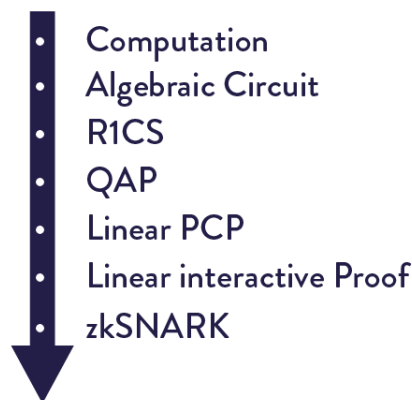 Computation
Algebraic Circuit
R1CS
QAP
Linear PCP
Linear interactive Proof
zkSNARK